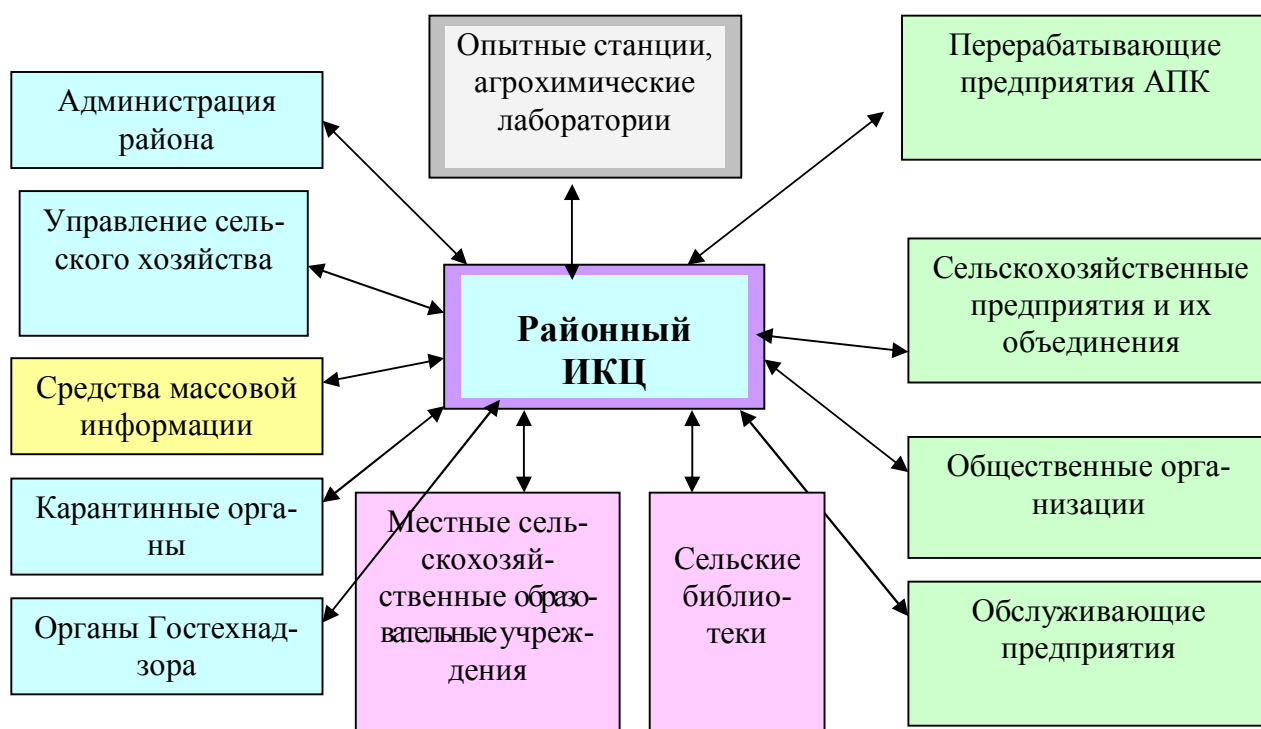 Опытные станции,
агрохимические
лаборатории
Перерабатывающие
предприятия АПК
Администрация
района
Управление сель-
ского хозяйства
Средства массовой
информации
Карантинные орга-
ны
Органы Гостехнад-
зора
Районный
ИКЦ
Местные сель-
скохозяй-
ственные образо-
вательные учреж-
дения
Сельские
библио-
теки
Сельскохозяйственные
предприятия и их
объединения
Общественные орга-
низации
Обслуживающие
предприятия